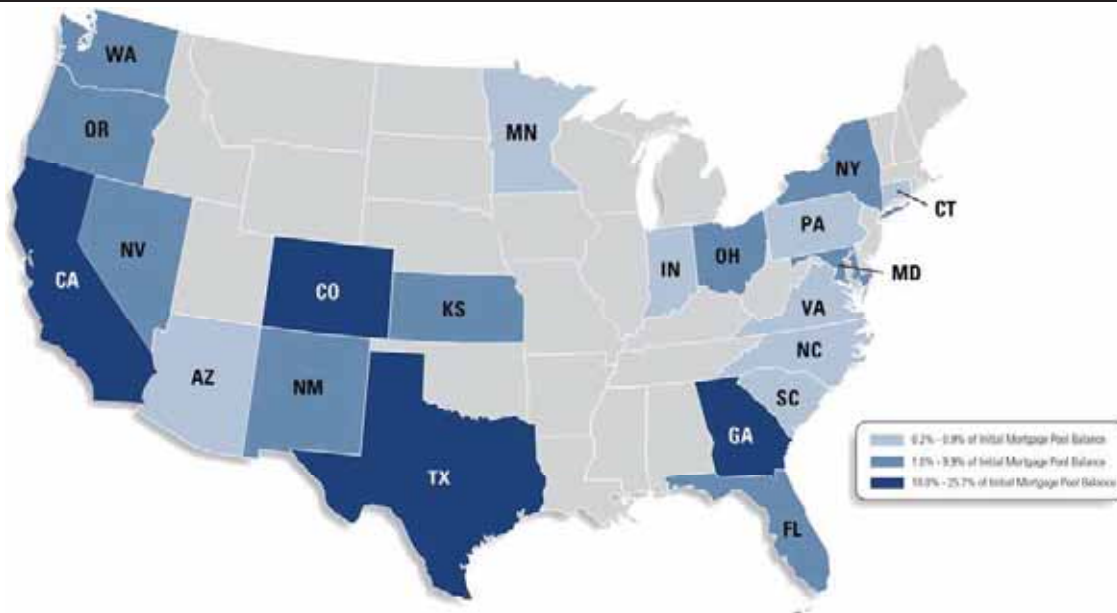 WA
OR
MN
NY
CT
PA
NV
IN
OH
MD
CA
CO
KS
VA
NC
AZ
NM
SC
GA
TX
FL
0.2% - 0.9% of Initial Mortgage Pool Balance
1.0% - 9.9% of Initial Mortgage Pool Balance
10.0% - 25.7% of Initial Mortgage Pool Balance